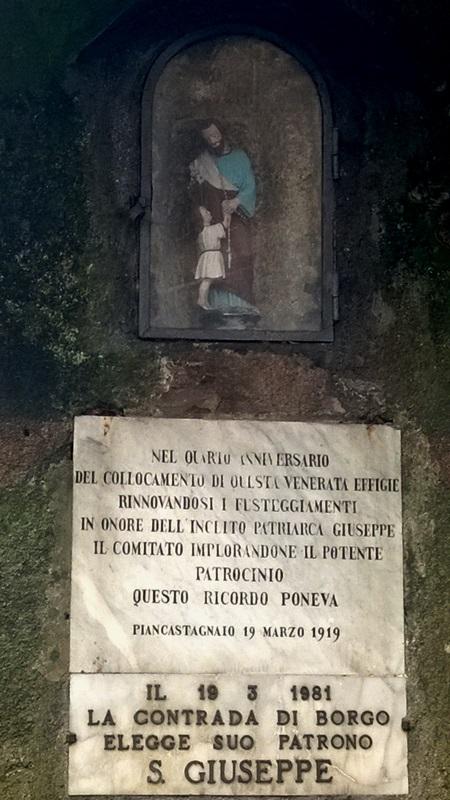 NEL QUARTO ANNIVERSARIO
DEL COLLOCAMENTO DI QUESTA VENERATA EFFIGIE
RINNOVANDOSI I FESTEGGIAMENTI
IN ONORE DELL'INCLITO PATRIARCA GIUSEPPE
IL COMITATO IMPLORANDONE IL POTENTE
PATROCINIO
QUESTO RICORDO PONEVA
PIANCASTAGNAIO 19 MARZO 1919
IL 19 3 1981
LA CONTRADA DI BORGO
ELEGGE SUO PATRONO
S. GIUSEPPE